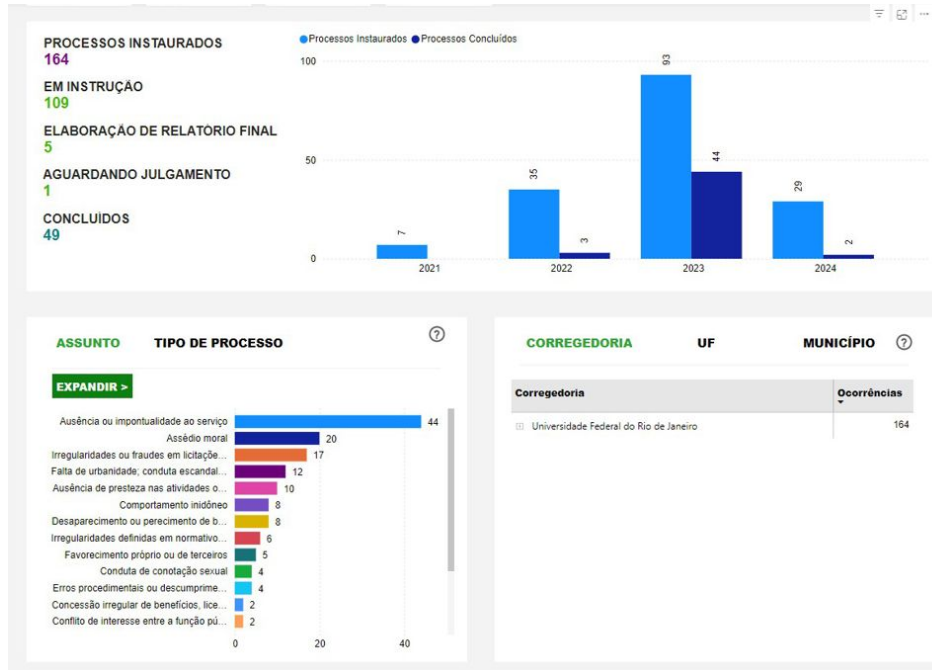 PROCESSOS INSTAURADOS
164
EM INSTRUÇÃO
109
ELABORAÇÃO DE RELATÓRIO FINAL
5
AGUARDANDO JULGAMENTO
1
CONCLUÍDOS
49
Processos Instaurados Processos Concluídos
100
50
0
7
35
3
93
44
29
2
2021 2022 2023 2024
ASSUNTO TIPO DE PROCESSO
EXPANDIR >
Ausência ou impontualidade ao serviço 44
Assédio moral 20
Irregularidades ou fraudes em licitaçõe... 17
Falta de urbanidade; conduta escandal... 12
Ausência de presteza nas atividades o... 10
Comportamento inidôneo 8
Desaparecimento ou perecimento de b... 8
Irregularidades definidas em normativo... 6
Favorecimento próprio ou de terceiros 5
Conduta de conotação sexual 4
Erros procedimentais ou descumprime... 4
Concessão irregular de benefícios, lice... 2
Conflito de interesse entre a função pú... 2
0 20 40
CORREGEDORIA UF MUNICÍPIO
Corregedoria Ocorrências
Universidade Federal do Rio de Janeiro 164